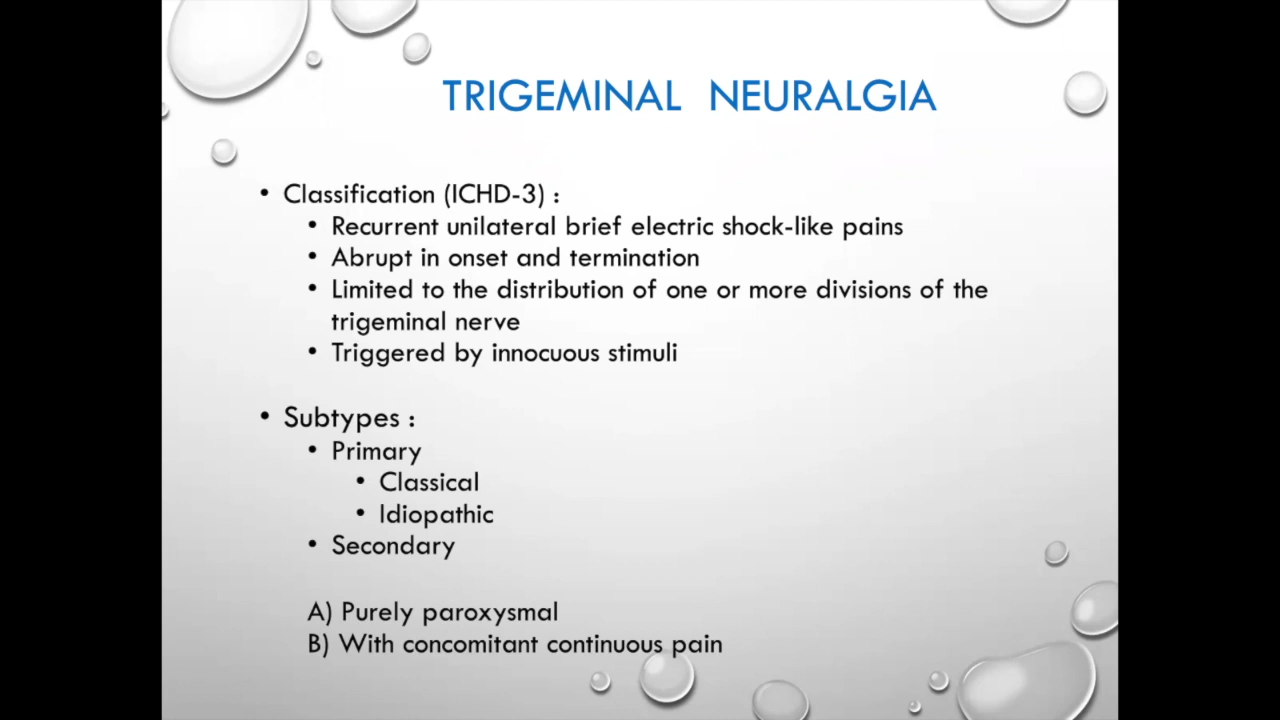 TRIGEMINAL NEURALGIA
• Classification (ICHD-3) :
• Recurrent unilateral brief electric shock-like pains
• Abrupt in onset and termination
• Limited to the distribution of one or more divisions of the
trigeminal nerve
• Triggered by innocuous stimuli
• Subtypes :
• Primary
• Classical
• Idiopathic
• Secondary
A) Purely paroxysmal
B) With concomitant continuous pain